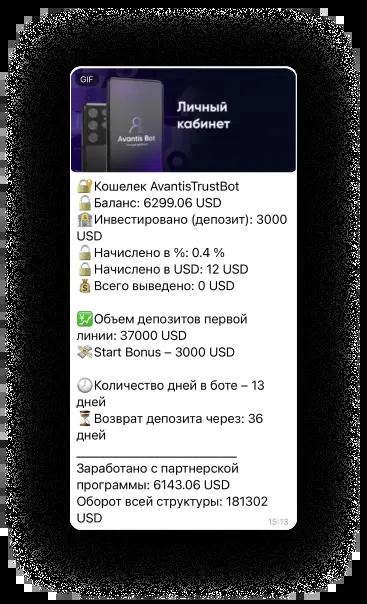 GIF
Личный
кабинет
Avantis Bot
🔐Кошелек AvantisTrustBot
🔒Баланс: 6299.06 USD
🏦Инвестировано (депозит): 3000
USD
🔒Начислено в %: 0.4 %
🔒Начислено в USD: 12 USD
💰Всего выведено: 0 USD
💹Объем депозитов первой
линии: 37000 USD
💸Start Bonus – 3000 USD
🕗Количество дней в боте – 13
дней
⏳Возврат депозита через: 36
дней
Заработано с партнерской
программы: 6143.06 USD
Оборот всей структуры: 181302
USD
15:13